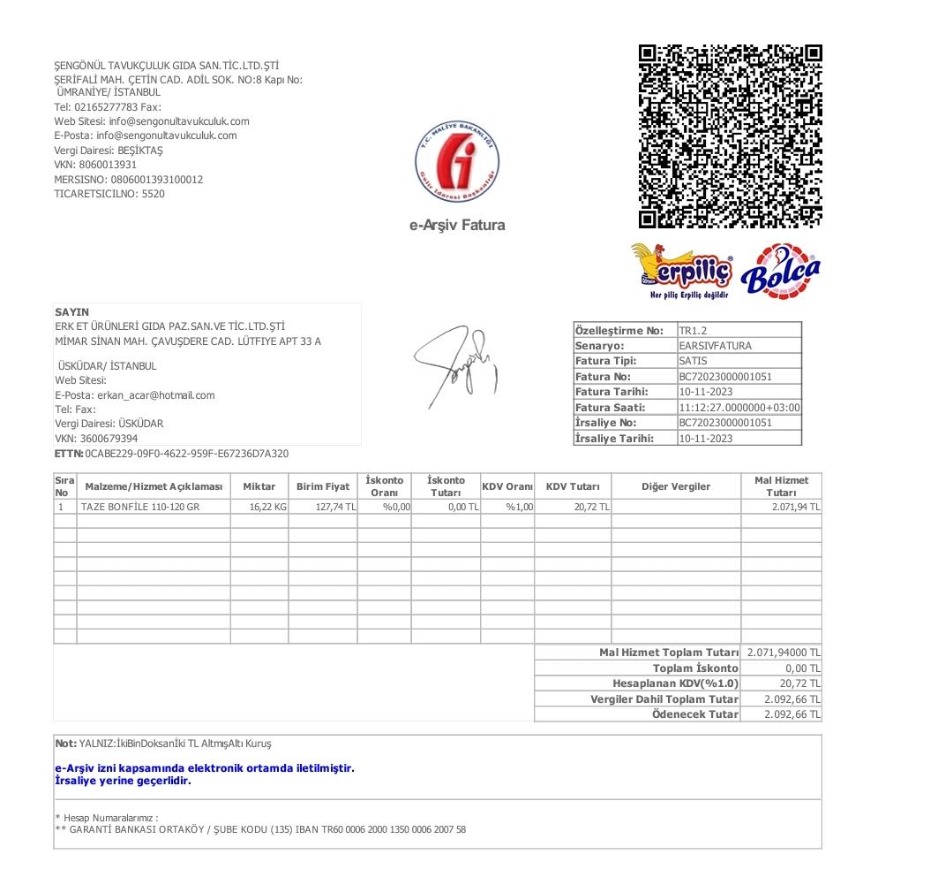 ŞENGÖNÜL TAVUKÇULUK GIDA SAN.TİC.LTD.ŞTİ
ŞERİFALİ MAH. ÇETİN CAD. ADİL SOK. NO:8 Kapı No:
ÜMRANİYE/ İSTANBUL
Tel: 02165277783 Fax:
Web Sitesi: info@sengonultavukculuk.com
E-Posta: info@sengonultavukculuk.com
Vergi Dairesi: BEŞİKTAŞ
VKN: 8060013931
MERSISNO: 0806001393100012
TICARETSICILNO: 5520
T.C. MALİYE BAKANLIĞI
Gelir İdaresi Başkanlığı
e-Arşiv Fatura
erpiliç
Her piliç Erpiliç değildir
Bolca
SAYIN
ERK ET ÜRÜNLERİ GIDA PAZ.SAN.VE TİC.LTD.ŞTİ
MİMAR SİNAN MAH. ÇAVUŞDERE CAD. LÜTFIYE APT 33 A
ÜSKÜDAR/ İSTANBUL
Web Sitesi:
E-Posta: erkan_acar@hotmail.com
Tel: Fax:
Vergi Dairesi: ÜSKÜDAR
VKN: 3600679394
ETTN: 0CABE229-09F0-4622-959F-E67236D7A320
Özelleştirme No: TR1.2
Senaryo: EARSIVFATURA
Fatura Tipi: SATIS
Fatura No: BC72023000001051
Fatura Tarihi: 10-11-2023
Fatura Saati: 11:12:27.0000000+03:00
İrsaliye No: BC72023000001051
İrsaliye Tarihi: 10-11-2023
Sıra No Malzeme/Hizmet Açıklaması Miktar Birim Fiyat İskonto Oranı İskonto Tutarı KDV Oranı KDV Tutarı Diğer Vergiler Mal Hizmet Tutarı
1 TAZE BONFİLE 110-120 GR 16,22 KG 127,74 TL %0,00 0,00 TL %1,00 20,72 TL 2.071,94 TL
Mal Hizmet Toplam Tutarı 2.071,94000 TL
Toplam İskonto 0,00 TL
Hesaplanan KDV(%1.0) 20,72 TL
Vergiler Dahil Toplam Tutar 2.092,66 TL
Ödenecek Tutar 2.092,66 TL
Not: YALNIZ:İkiBinDoksanİki TL AltmışAltı Kuruş
e-Arşiv izni kapsamında elektronik ortamda iletilmiştir.
İrsaliye yerine geçerlidir.
* Hesap Numaralarımız :
** GARANTİ BANKASI ORTAKÖY / ŞUBE KODU (135) IBAN TR60 0006 2000 1350 0006 2007 58